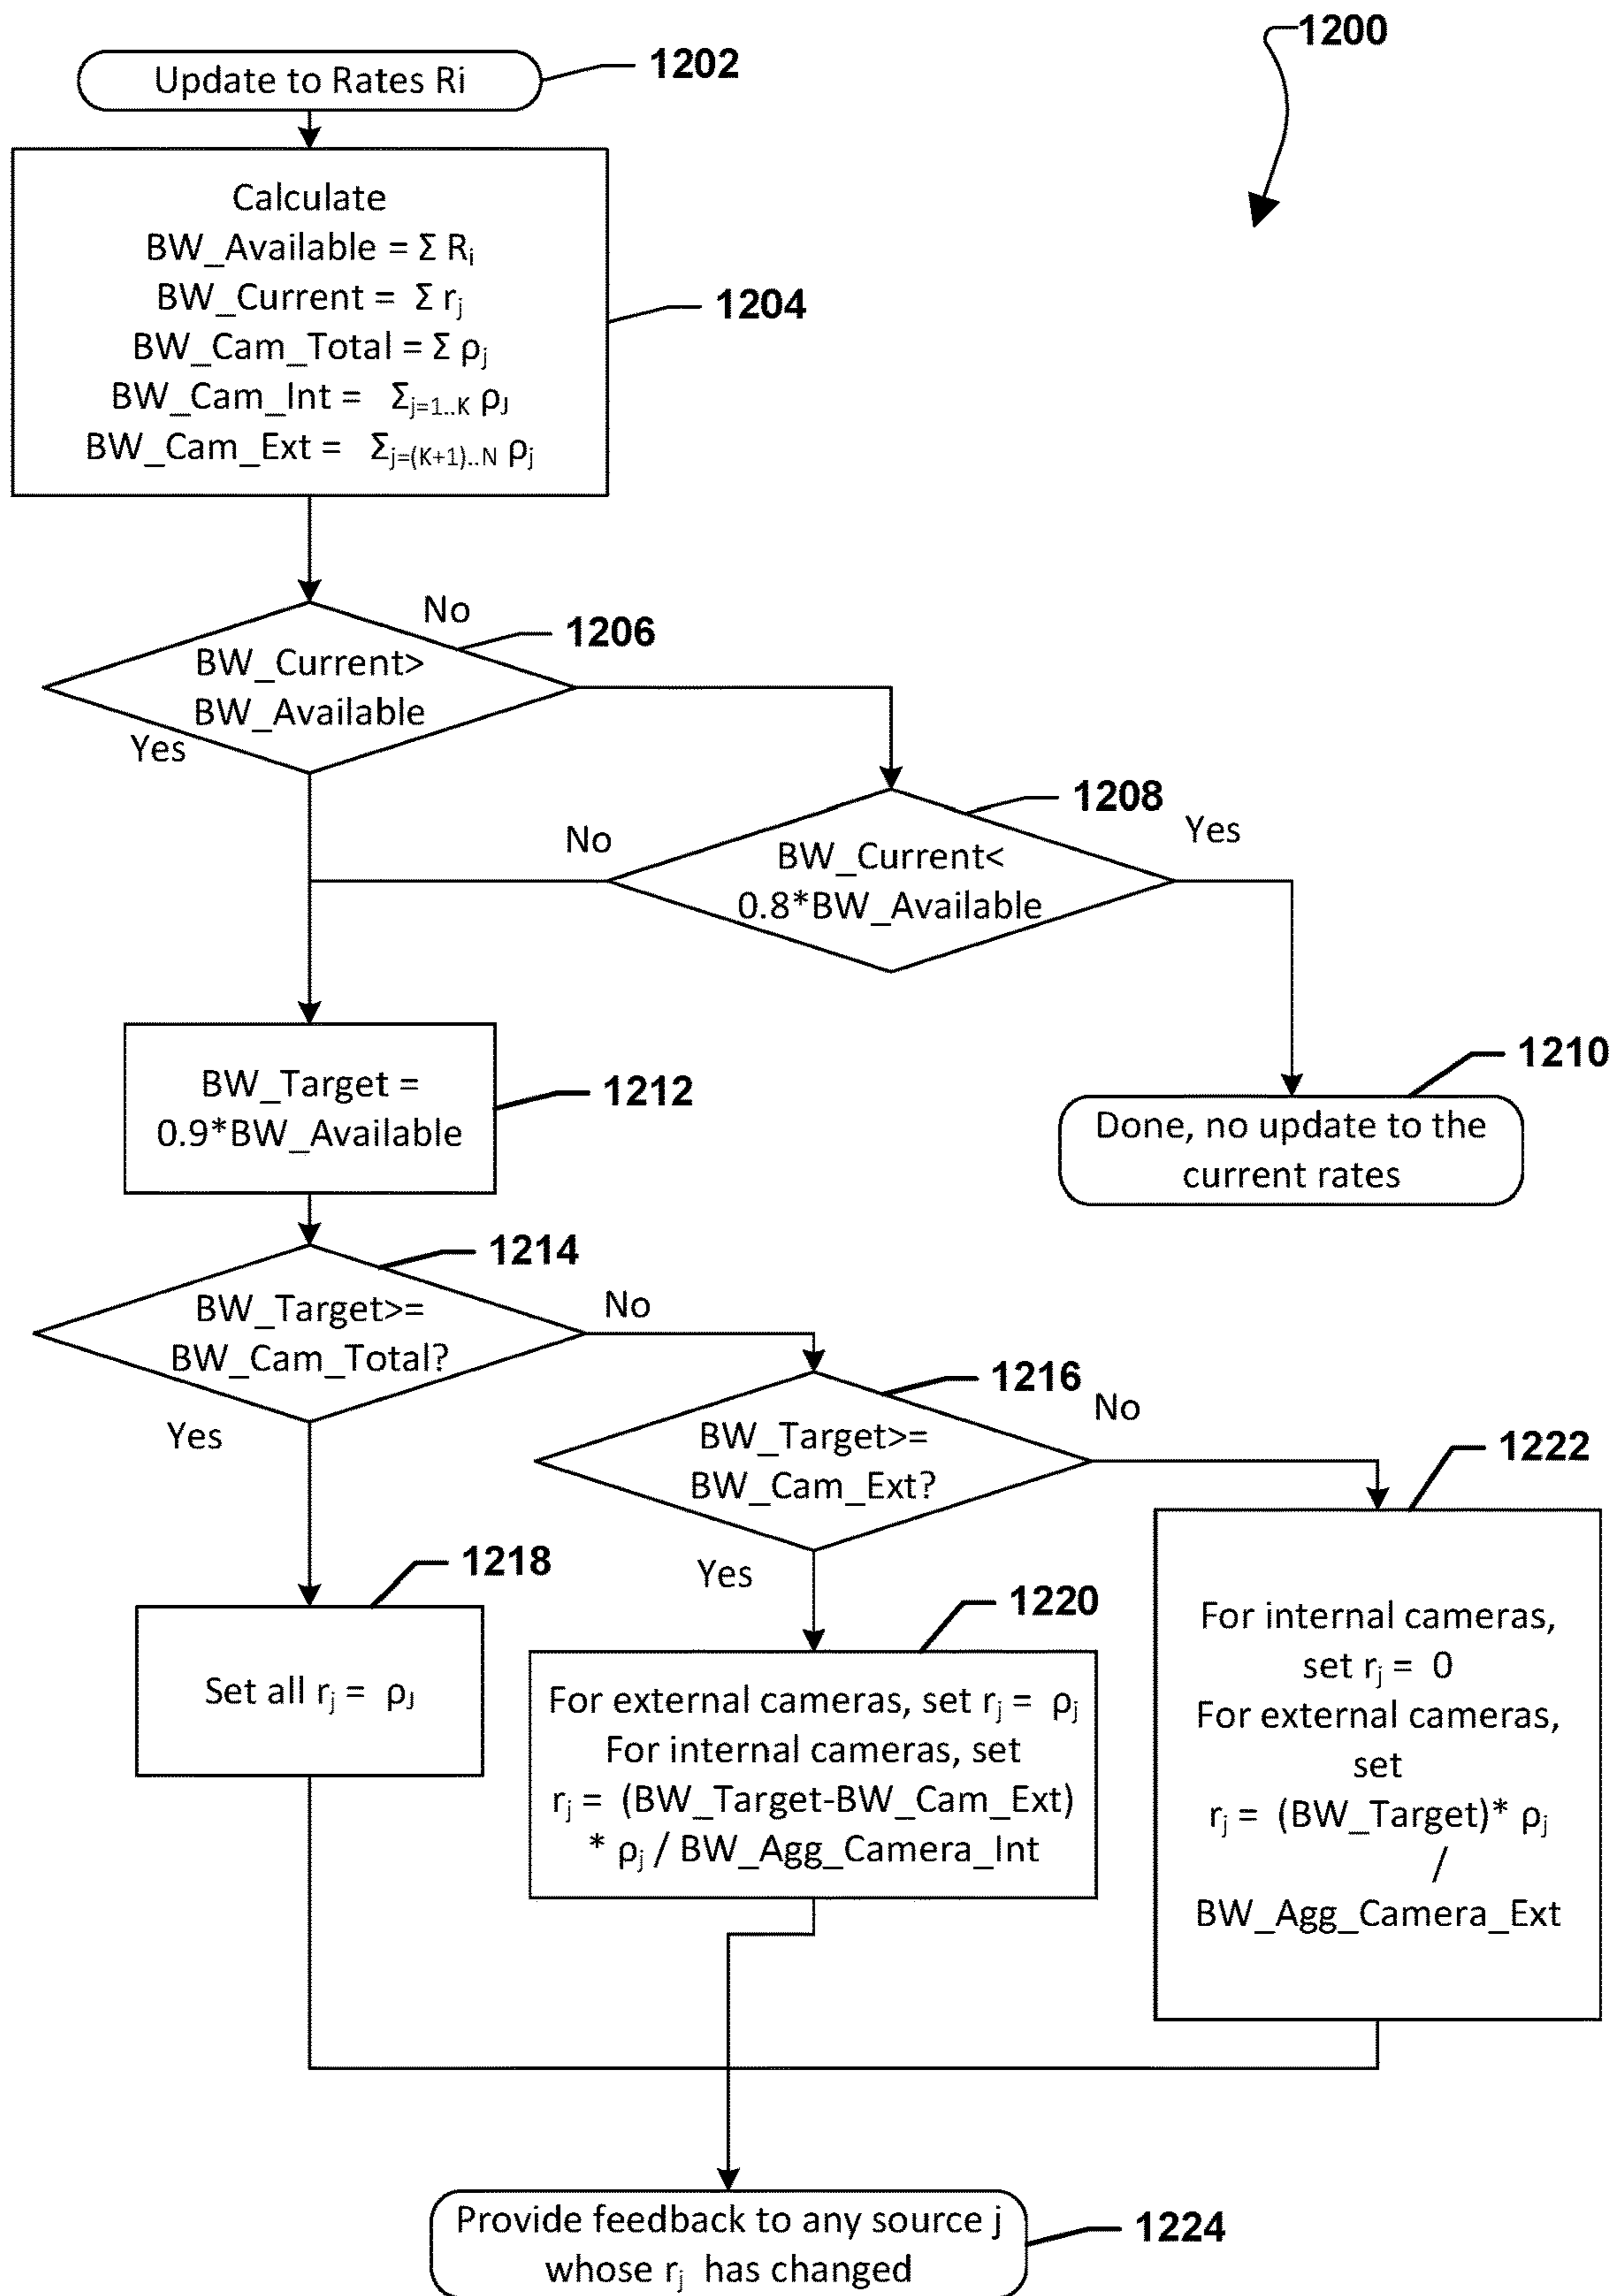 1200
Update to Rates Ri
1202
Calculate
BW_Available = Σ Rᵢ
BW_Current = Σ rⱼ
BW_Cam_Total = Σ ρⱼ
BW_Cam_Int = Σj=1..K ρJ
BW_Cam_Ext = Σj=(K+1)..N ρⱼ
1204
No
1206
BW_Current>
BW_Available
Yes
1208
No
Yes
BW_Current<
0.8*BW_Available
1210
Done, no update to the
current rates
BW_Target =
0.9*BW_Available
1212
1214
BW_Target>=
BW_Cam_Total?
No
Yes
1216
BW_Target>=
BW_Cam_Ext?
No
Yes
1218
Set all rⱼ = ρJ
1220
For external cameras, set rⱼ = ρⱼ
For internal cameras, set
rⱼ = (BW_Target-BW_Cam_Ext)
* ρⱼ / BW_Agg_Camera_Int
1222
For internal cameras,
set rⱼ = 0
For external cameras,
set
rⱼ = (BW_Target)* ρⱼ
/
BW_Agg_Camera_Ext
Provide feedback to any source j
whose rⱼ has changed
1224